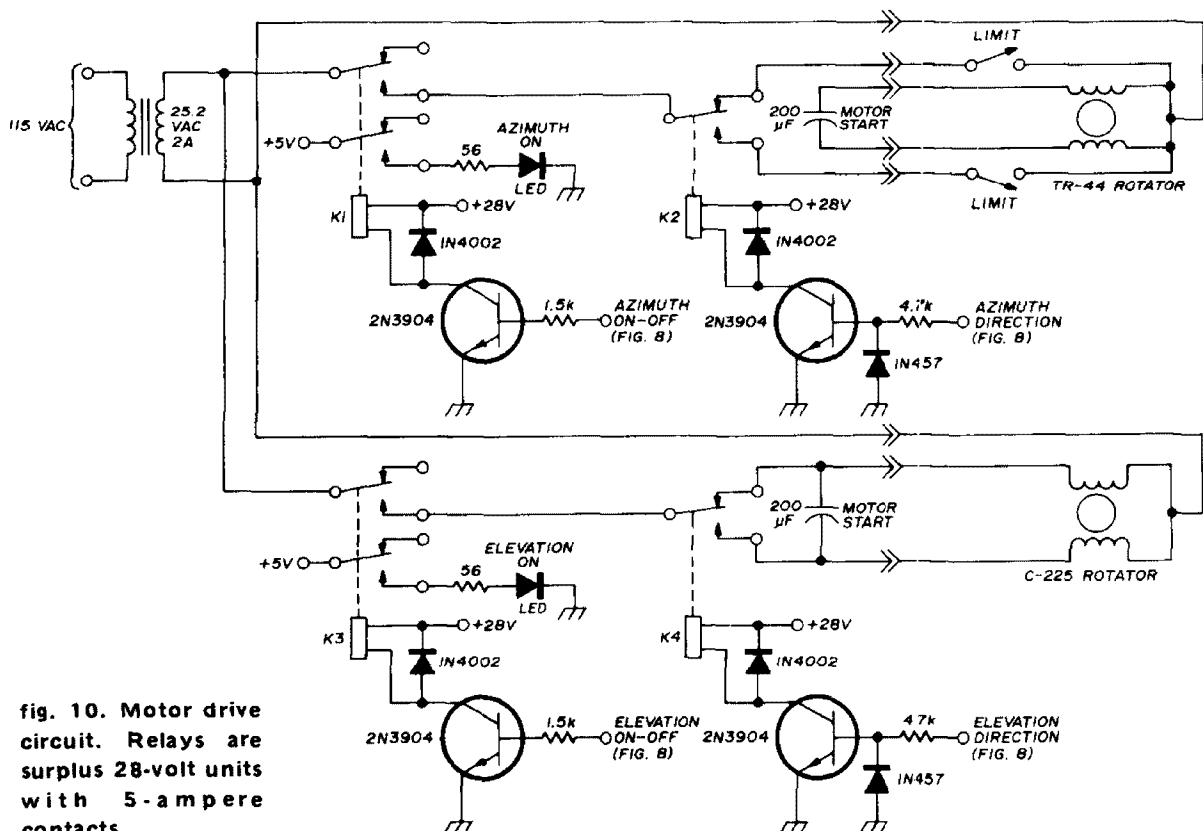 115 VAC
25.2
VAC
2A
+5V
56
AZIMUTH
ON
LED
K1
+28V
1N4002
2N3904
1.5k
AZIMUTH
ON-OFF
(FIG. 8)
K2
+28V
1N4002
2N3904
4.7k
AZIMUTH
DIRECTION
(FIG. 8)
1N457
200
µF
MOTOR
START
LIMIT
LIMIT
TR-44 ROTATOR
+5V
56
ELEVATION
ON
LED
K3
+28V
1N4002
2N3904
1.5k
ELEVATION
ON-OFF
(FIG. 8)
K4
+28V
1N4002
2N3904
47k
ELEVATION
DIRECTION
(FIG. 8)
1N457
200
µF
MOTOR
START
C-225 ROTATOR
fig. 10. Motor drive
circuit. Relays are
surplus 28-volt units
with 5-ampere
contacts